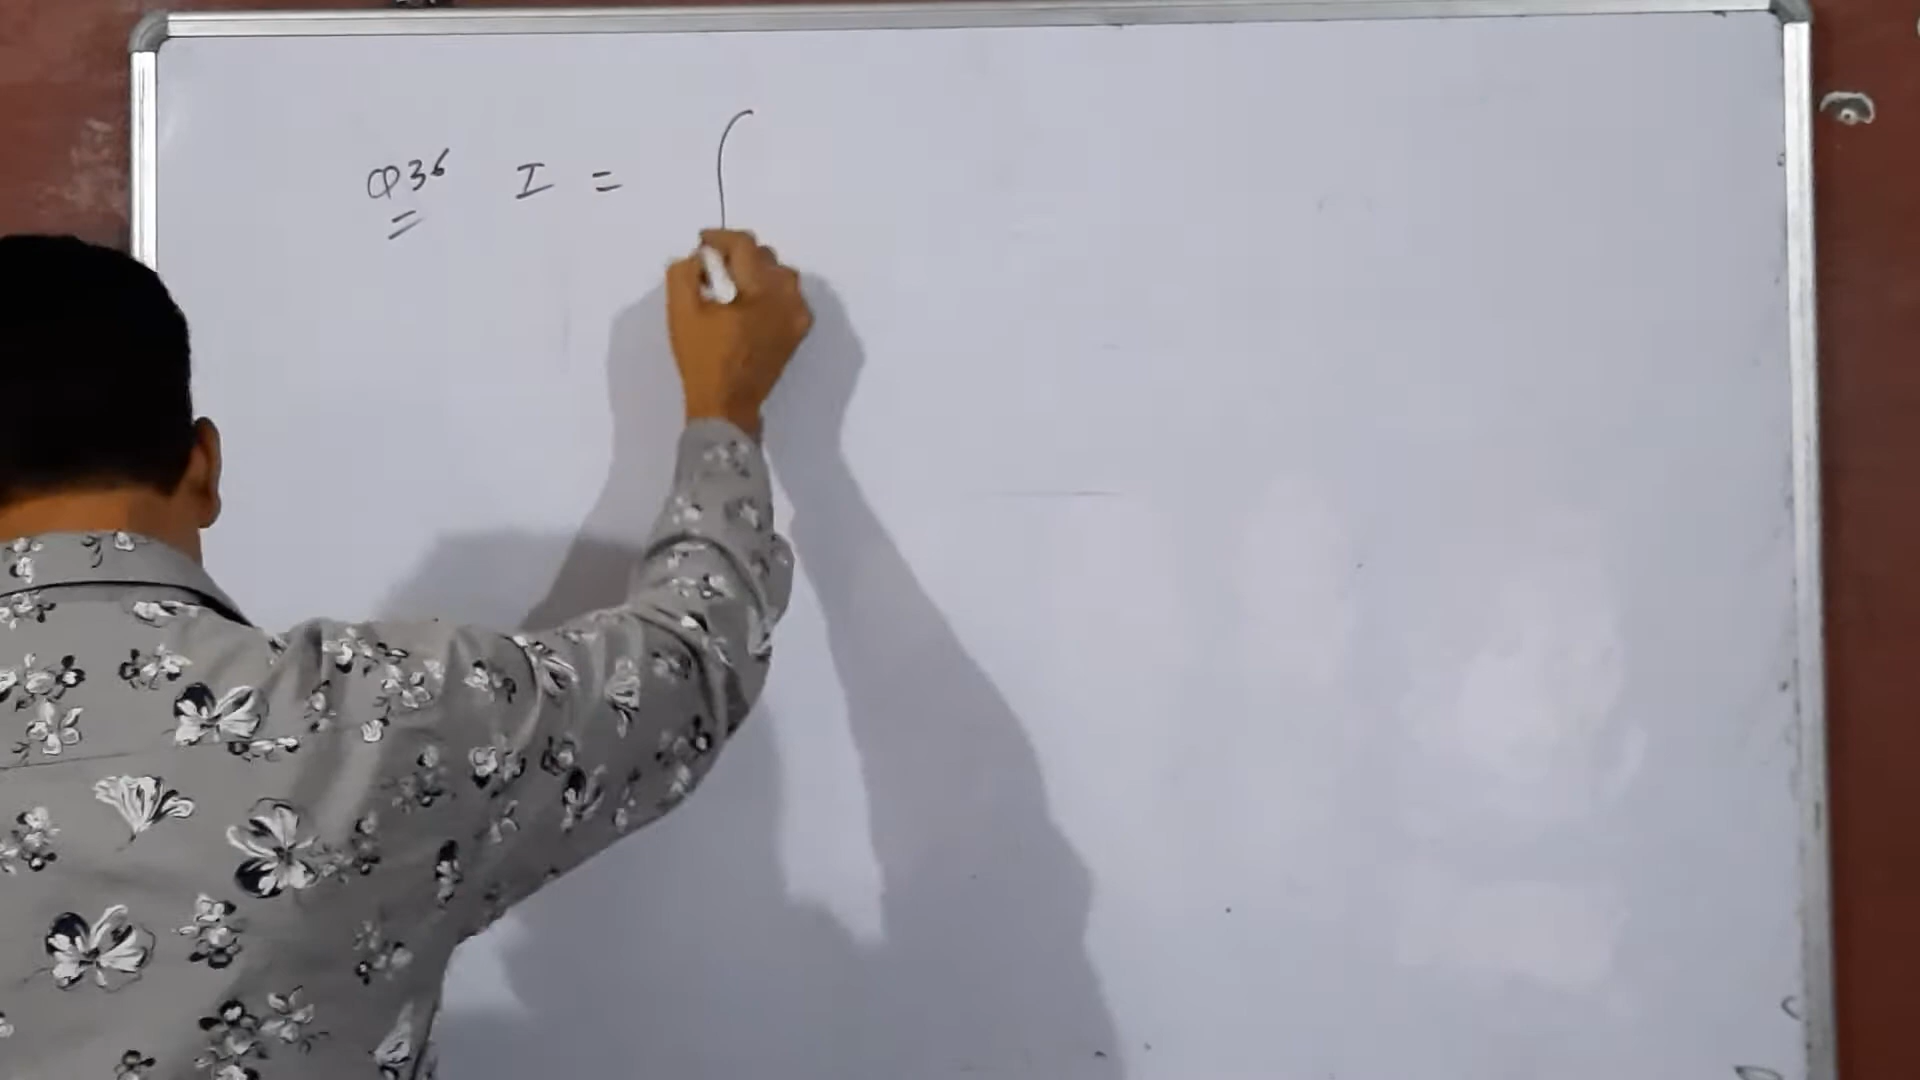 Q36 I = ∫